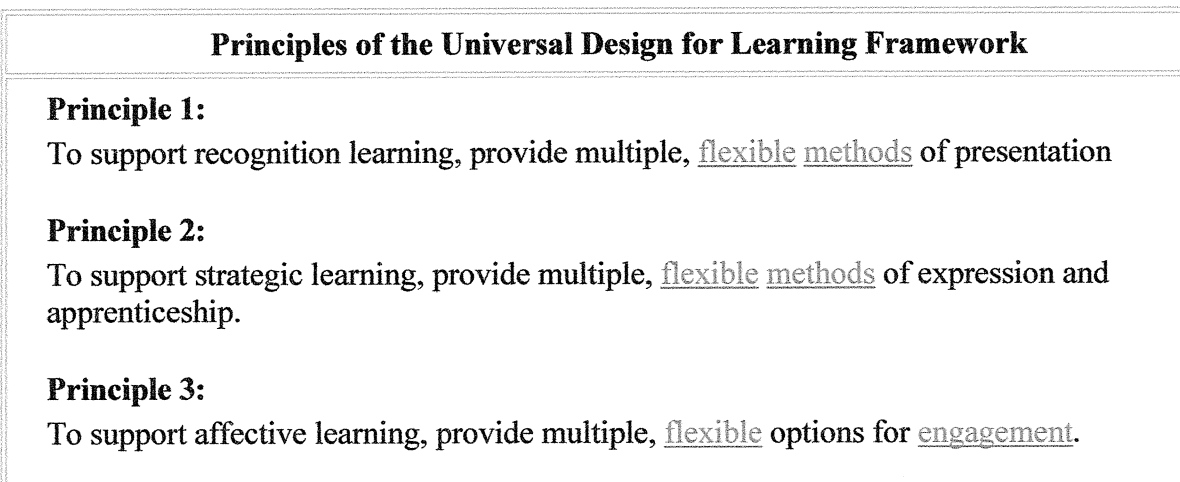 Principles of the Universal Design for Learning Framework
Principle 1:
To support recognition learning, provide multiple, flexible methods of presentation
Principle 2:
To support strategic learning, provide multiple, flexible methods of expression and
apprenticeship.
Principle 3:
To support affective learning, provide multiple, flexible options for engagement.